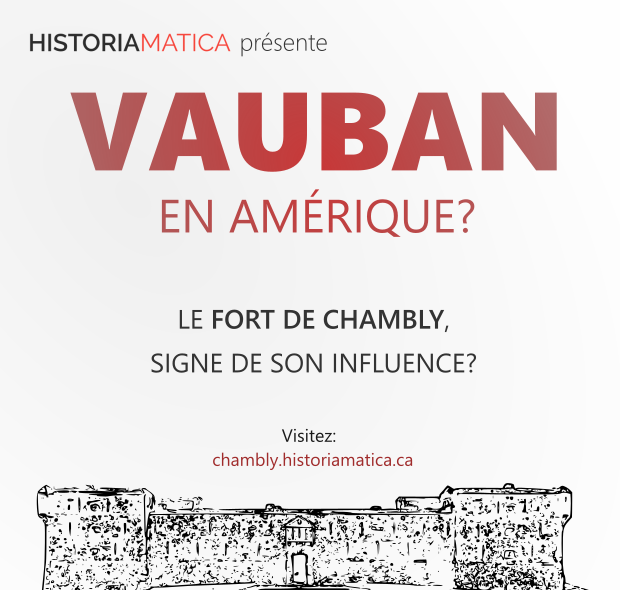 HISTORIAMATICA présente
VAUBAN
EN AMÉRIQUE?
LE FORT DE CHAMBLY,
SIGNE DE SON INFLUENCE?
Visitez:
chambly.historiamatica.ca